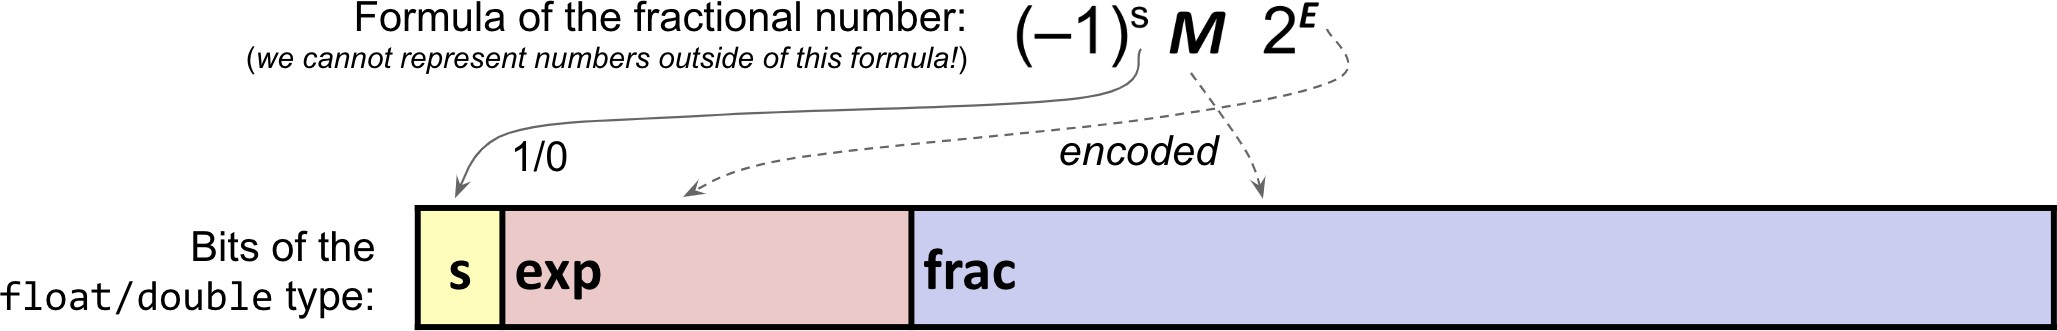 Formula of the fractional number: (–1)ˢ M 2ᴱ
(we cannot represent numbers outside of this formula!)
1/0
encoded
Bits of the
float/double type:
s exp frac